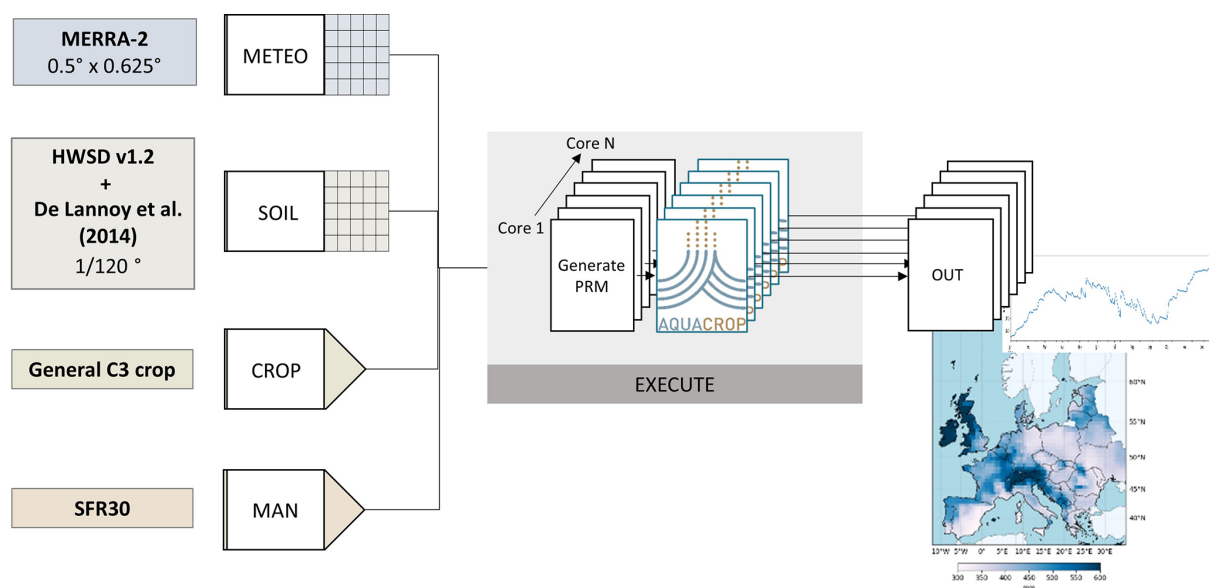 MERRA-2
0.5° x 0.625°
METEO
HWSD v1.2
+
De Lannoy et al.
(2014)
1/120 °
SOIL
General C3 crop
CROP
SFR30
MAN
Core N
Core 1
Generate
PRM
AQUACROP
EXECUTE
OUT
60°N
55°N
50°N
45°N
40°N
10°W 5°W 0° 5°E 10°E 15°E 20°E 25°E 30°E
300 350 400 450 500 550 600